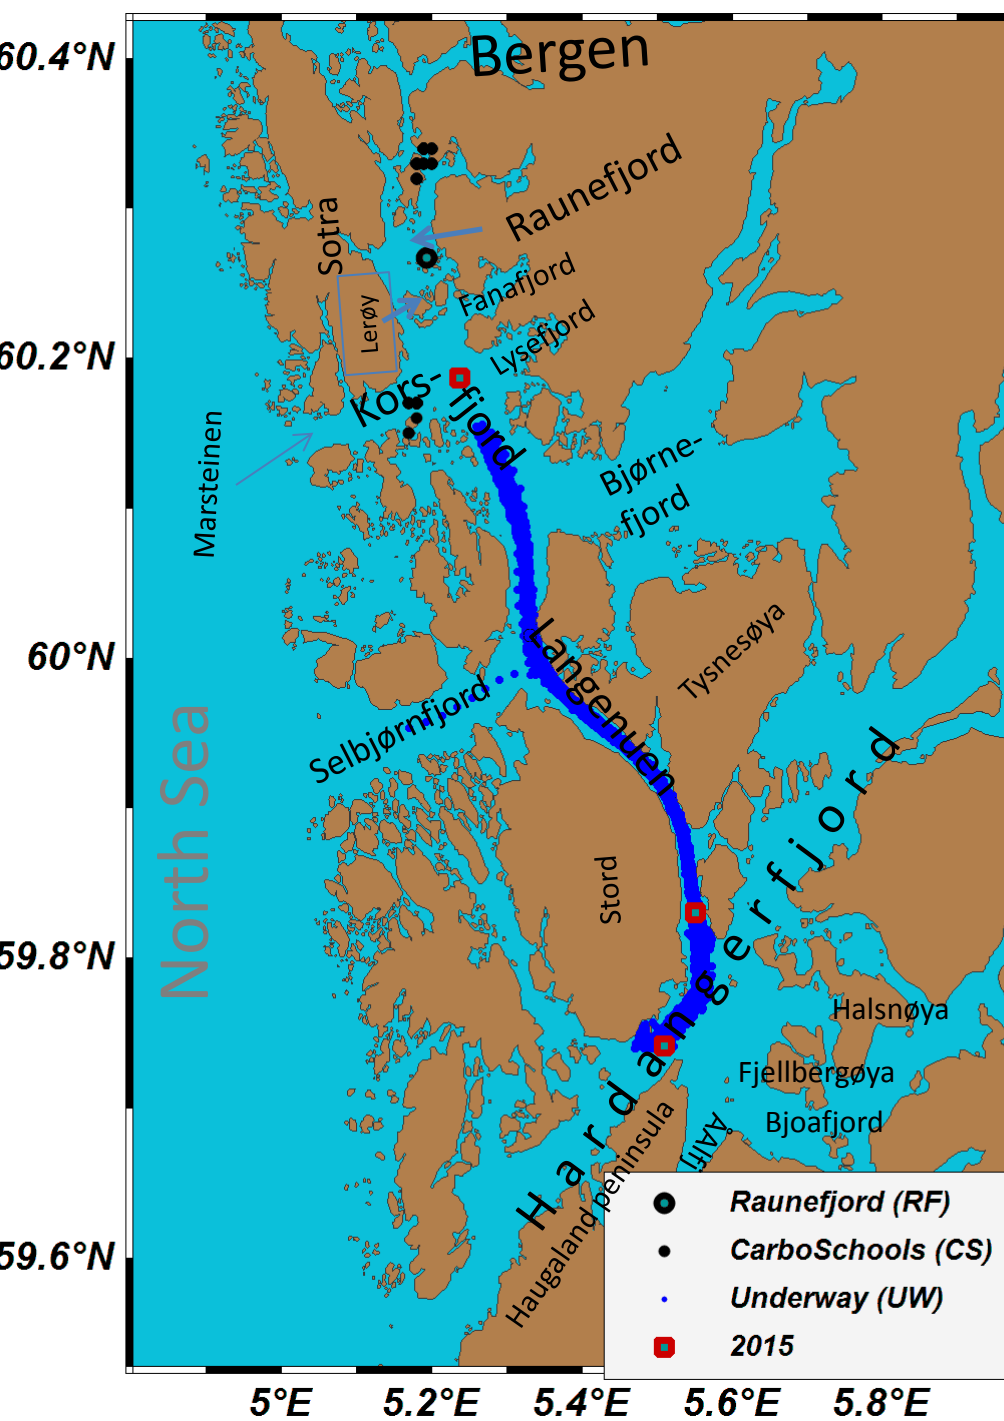 Bergen
60.4°N
Raunefjord
Sotra
Fanafjord
Lerøy
Lysefjord
60.2°N
Kors-
fjord
Marsteinen
Bjørne-
fjord
Langenuen
Tysnesøya
60°N
Selbjørnfjord
North Sea
Hardangerfjord
Stord
59.8°N
Halsnøya
Fjellbergøya
Bjoafjord
Haugaland peninsula
59.6°N
Raunefjord (RF)
CarboSchools (CS)
Underway (UW)
2015
5°E 5.2°E 5.4°E 5.6°E 5.8°E